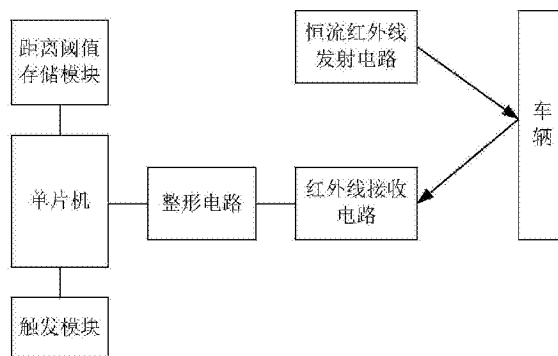 距离阈值
存储模块
恒流红外线
发射电路
车
辆
单片机
整形电路
红外线接收
电路
触发模块